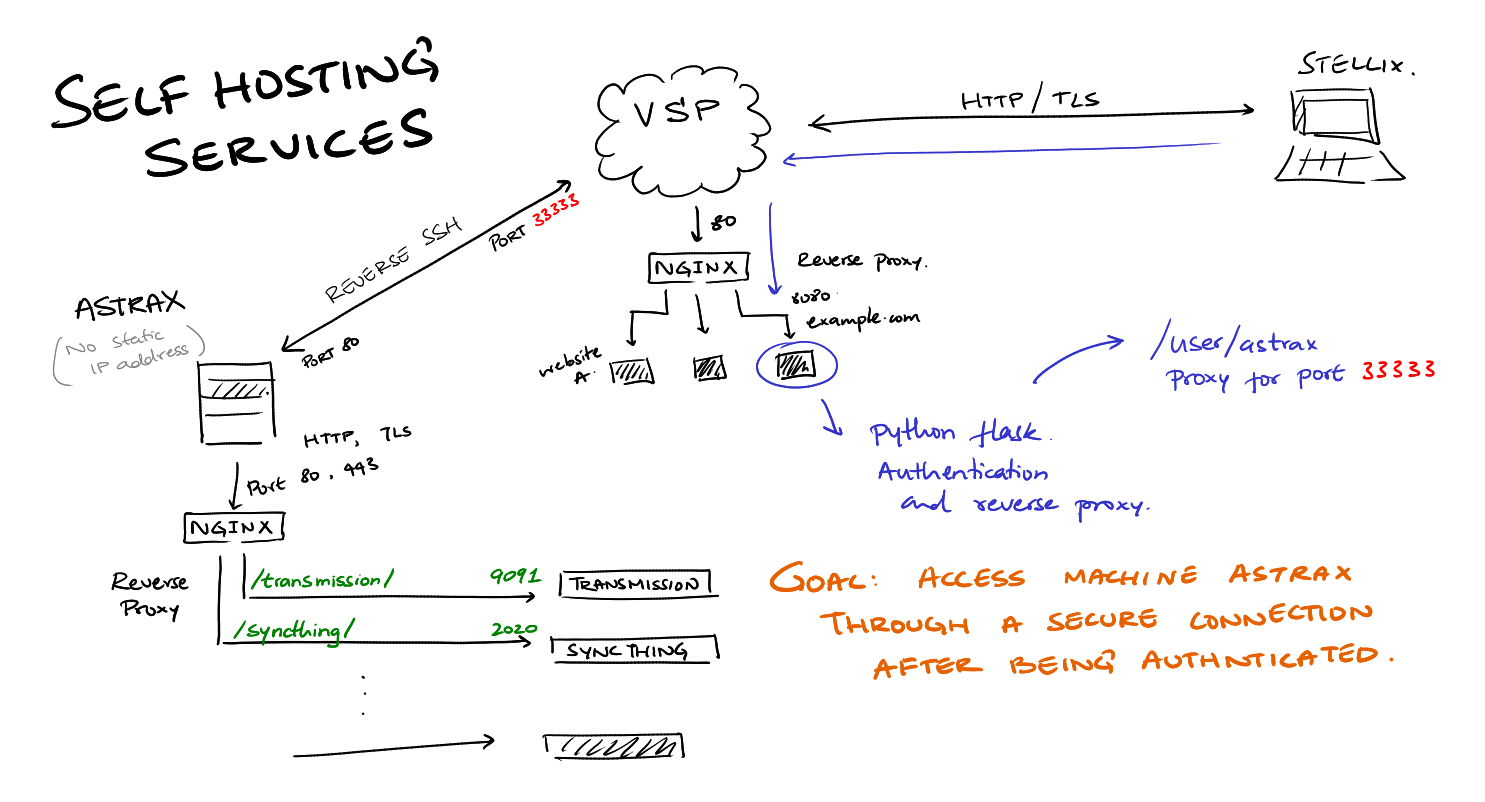 SELF HOSTING
SERVICES
VSP
HTTP / TLS
STELLIX.
REVERSE SSH
PORT 33333
PORT 80
ASTRAX
(No static
IP address)
80
NGINX
Reverse Proxy.
8080
example.com
website
A.
/user/astrax
Proxy for port 33333
Python flask.
Authentication
and reverse proxy.
HTTP, TLS
Port 80, 443
NGINX
Reverse
Proxy
/transmission/ 9091 TRANSMISSION
/syncthing/ 2020 SYNCTHING
GOAL: ACCESS MACHINE ASTRAX
THROUGH A SECURE CONNECTION
AFTER BEING AUTHNTICATED.